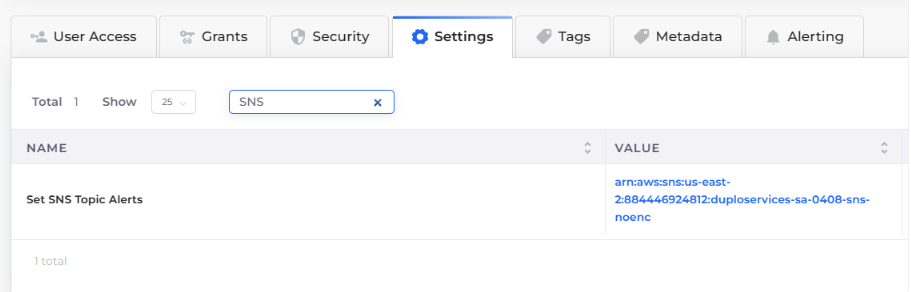 User Access
Grants
Security
Settings
Tags
Metadata
Alerting
Total 1
Show 25
SNS
NAME
VALUE
Set SNS Topic Alerts
arn:aws:sns:us-east-
2:884446924812:duploservices-sa-0408-sns-
noenc
1 total